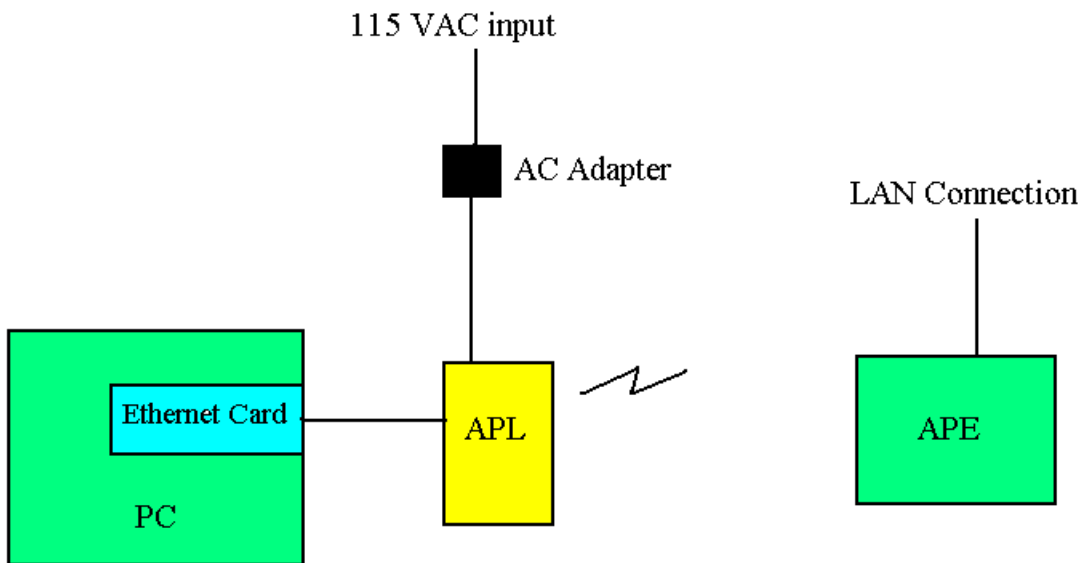 115 VAC input
AC Adapter
LAN Connection
Ethernet Card
APL
APE
PC